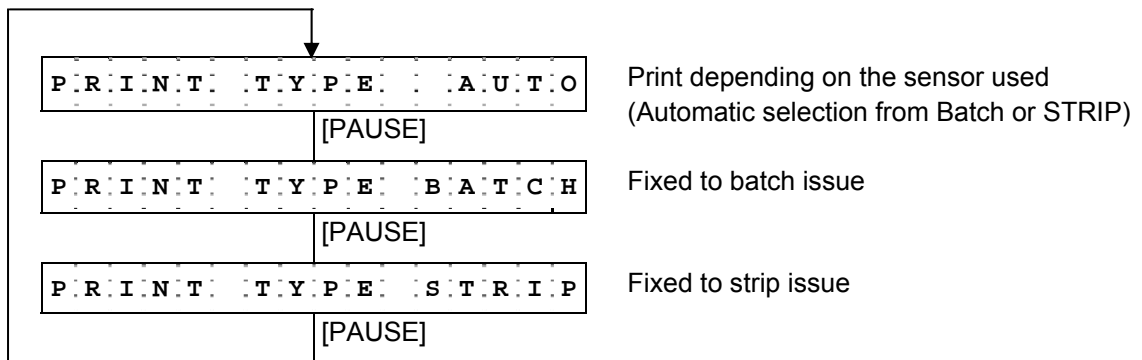 PRINT TYPE  AUTO
Print depending on the sensor used
(Automatic selection from Batch or STRIP)
[PAUSE]
PRINT TYPE BATCH
Fixed to batch issue
[PAUSE]
PRINT TYPE STRIP
Fixed to strip issue
[PAUSE]